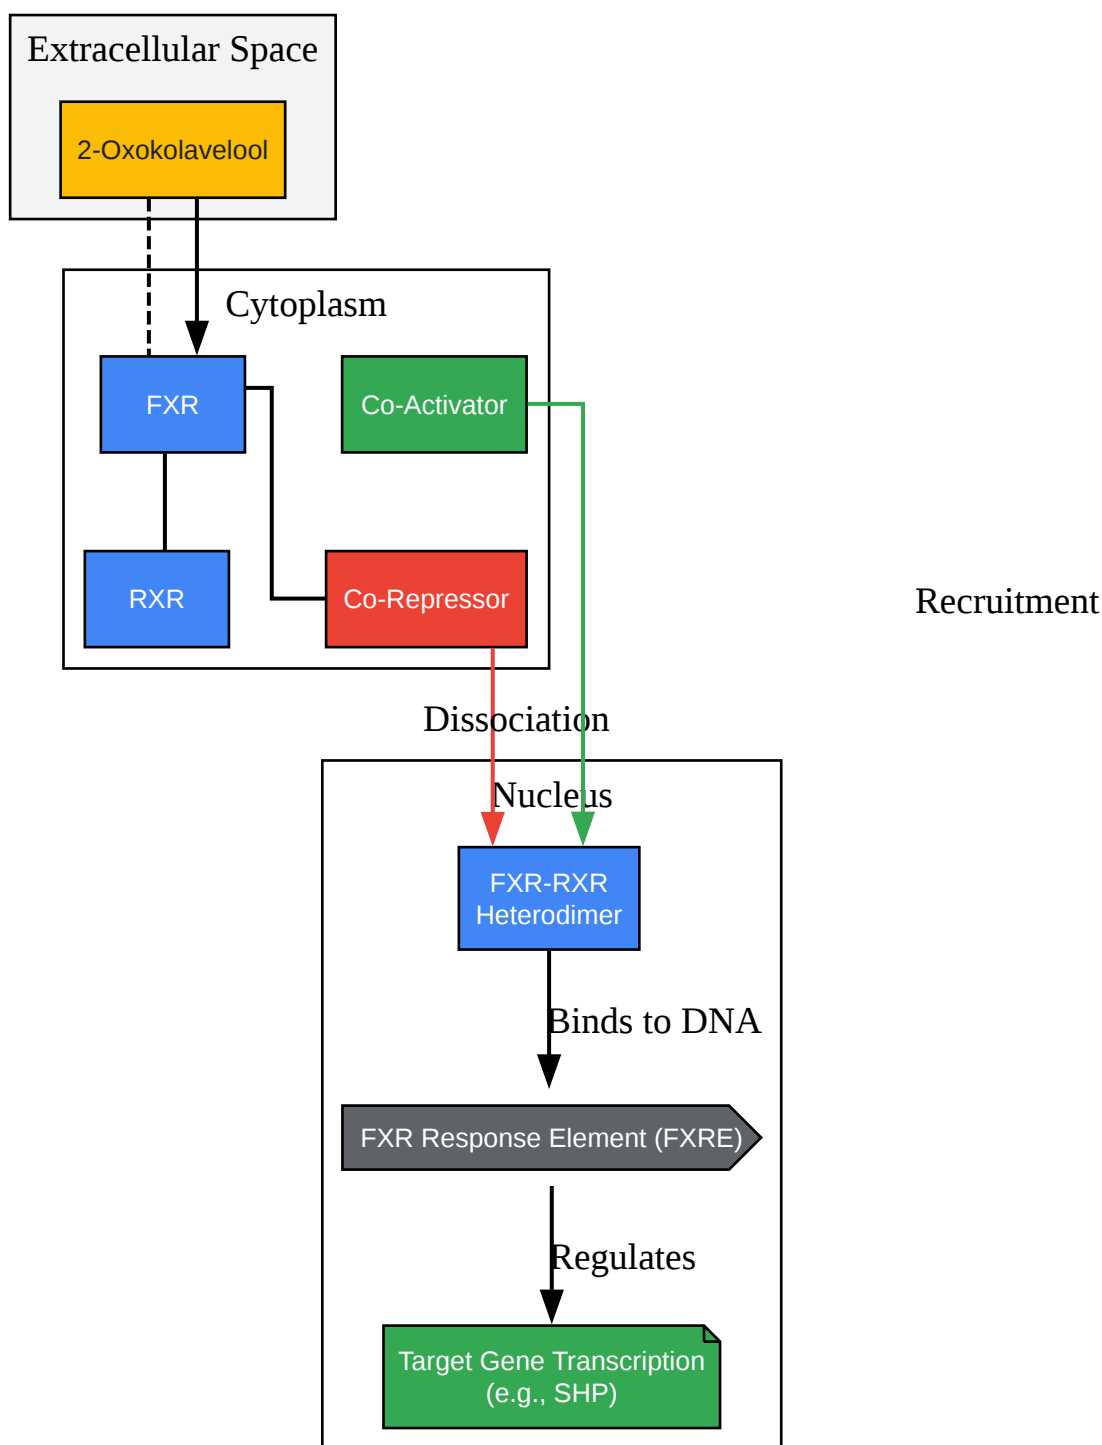 Extracellular Space
2-Oxokolavelool
Cytoplasm
FXR
Co-Activator
RXR
Co-Repressor
Recruitment
Dissociation
Nucleus
FXR-RXR
Heterodimer
Binds to DNA
FXR Response Element (FXRE)
Regulates
Target Gene Transcription
(e.g., SHP)